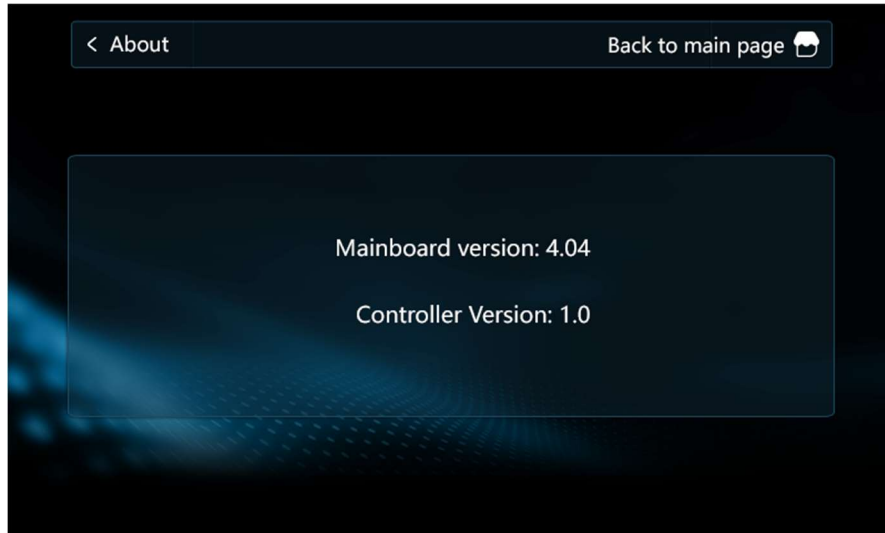 < About
Back to main page
Mainboard version: 4.04
Controller Version: 1.0